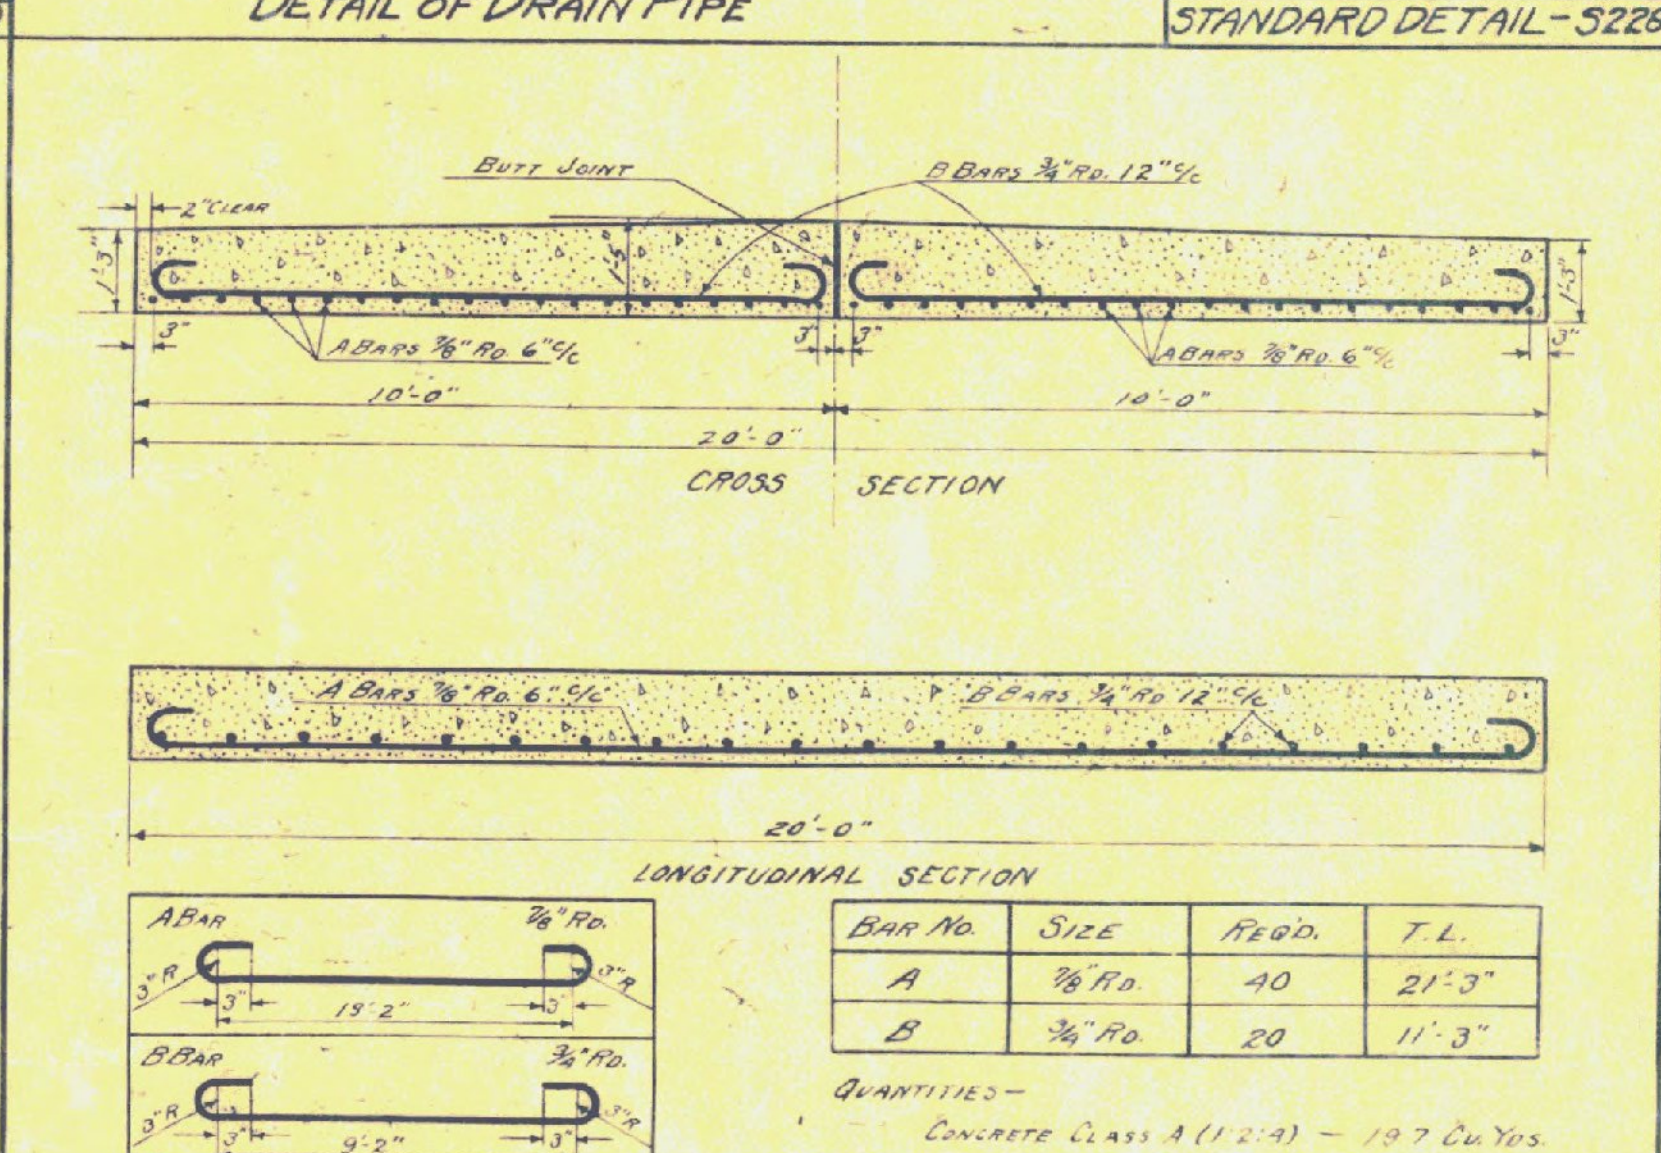 DETAIL OF DRAIN PIPE
STANDARD DETAIL-S226
BUTT JOINT
B BARS 3/4" RD. 12" c/c
2" CLEAR
1'-3"
1'-5"
1'-3"
3"
A BARS 7/8" RD. 6" c/c
3"
3"
A BARS 7/8" RD. 6" c/c
3"
10'-0"
10'-0"
20'-0"
CROSS SECTION
A BARS 7/8" RD. 6" c/c
B BARS 3/4" RD 12" c/c
20'-0"
LONGITUDINAL SECTION
A BAR 7/8" RD.
3" R
3"
19'-2"
3"
3" R
B BAR 3/4" RD.
3" R
3"
9'-2"
3"
3" R
BAR NO. SIZE REQ'D. T.L.
A 7/8" RD. 40 21'-3"
B 3/4" RD. 20 11'-3"
QUANTITIES-
CONCRETE CLASS A (1:2:4) - 19.7 CU. YDS.